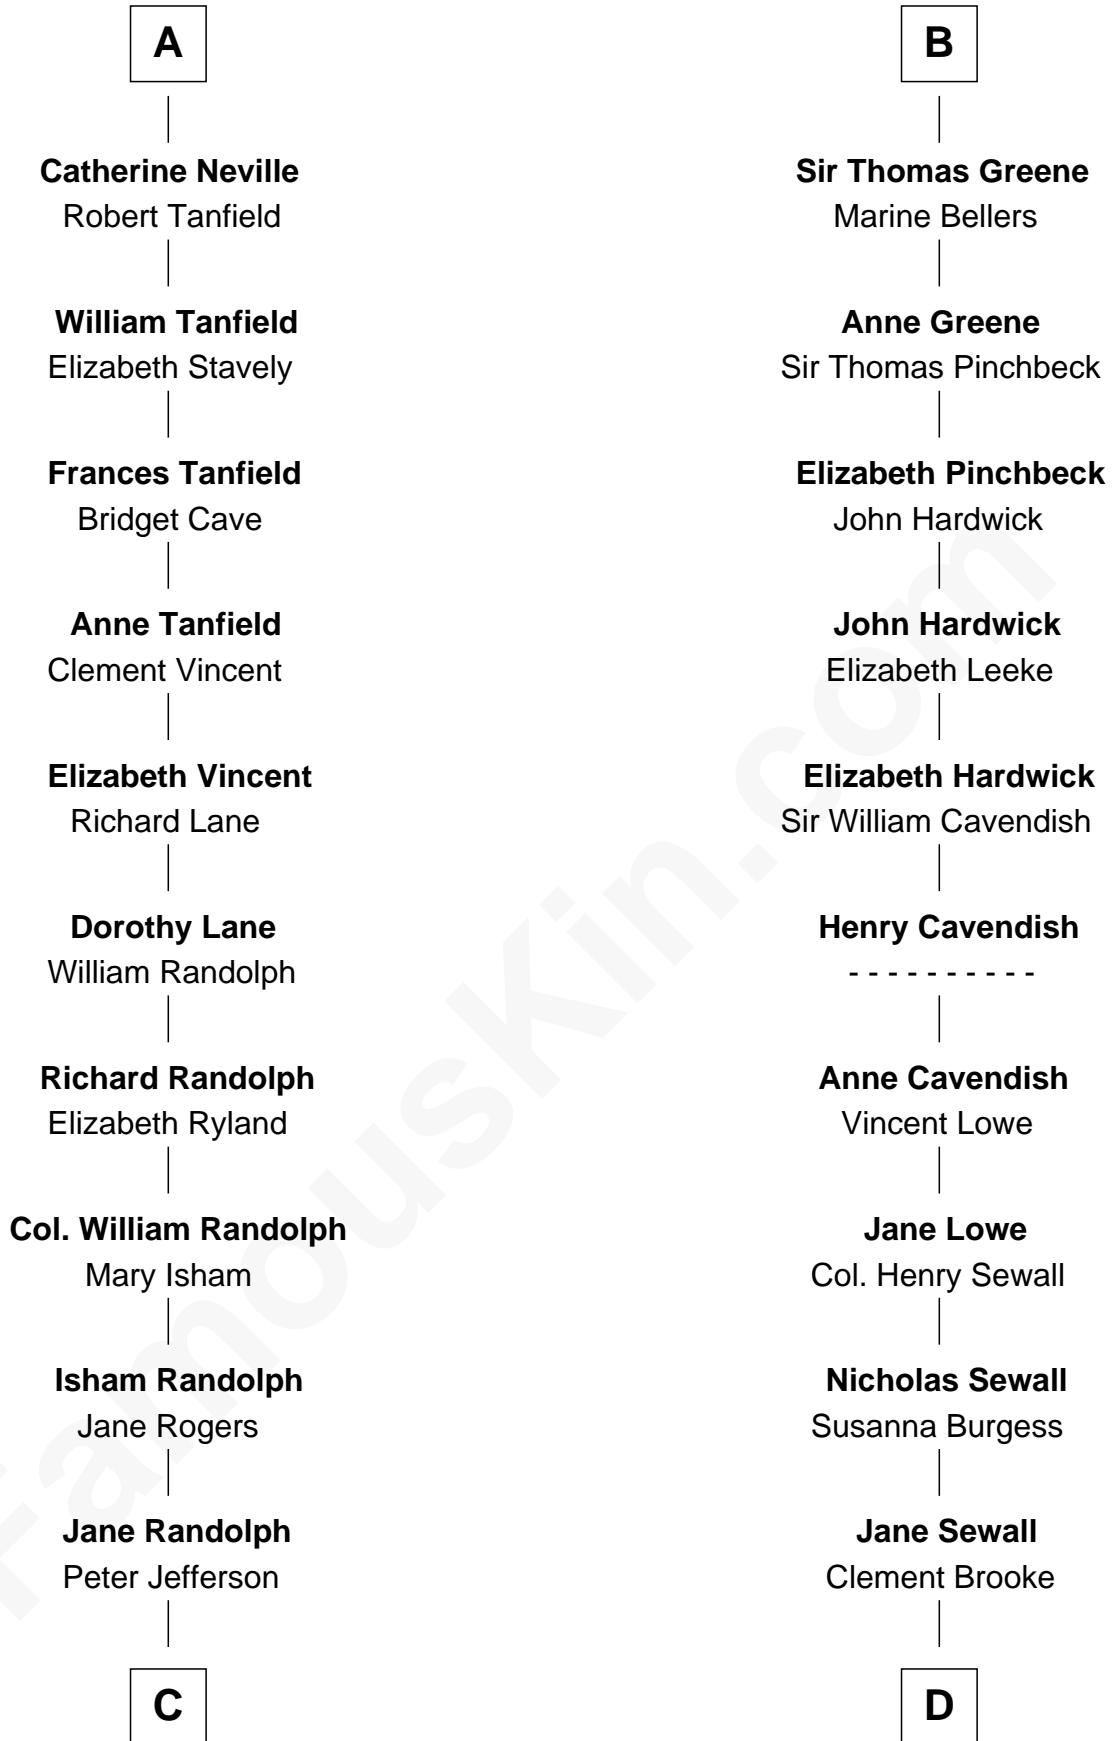 A
Catherine Neville
Robert Tanfield
William Tanfield
Elizabeth Stavely
Frances Tanfield
Bridget Cave
Anne Tanfield
Clement Vincent
Elizabeth Vincent
Richard Lane
Dorothy Lane
William Randolph
Richard Randolph
Elizabeth Ryland
Col. William Randolph
Mary Isham
Isham Randolph
Jane Rogers
Jane Randolph
Peter Jefferson
C
B
Sir Thomas Greene
Marine Bellers
Anne Greene
Sir Thomas Pinchbeck
Elizabeth Pinchbeck
John Hardwick
John Hardwick
Elizabeth Leeke
Elizabeth Hardwick
Sir William Cavendish
Henry Cavendish
- - - - - - - - - -
Anne Cavendish
Vincent Lowe
Jane Lowe
Col. Henry Sewall
Nicholas Sewall
Susanna Burgess
Jane Sewall
Clement Brooke
D
FamousKin.com